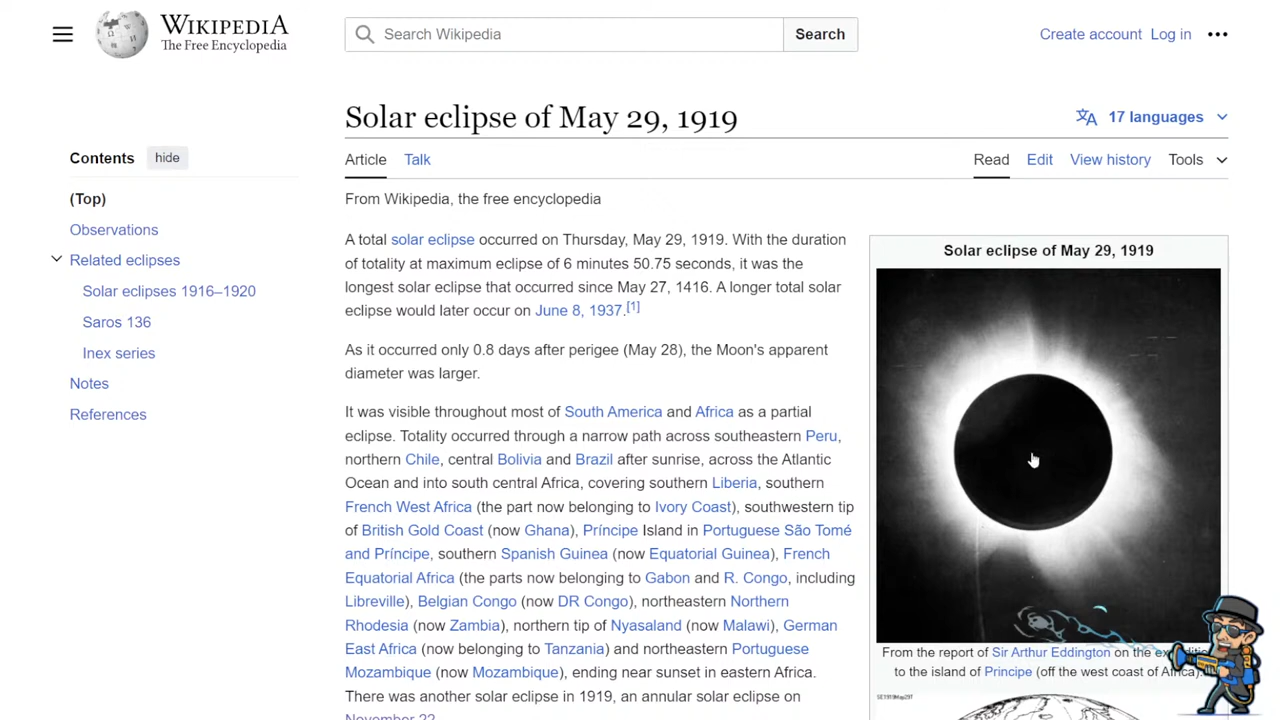 WIKIPEDIA
The Free Encyclopedia
Search Wikipedia
Search
Create account Log in
Solar eclipse of May 29, 1919
17 languages
Contents hide
Article Talk
Read Edit View history Tools
(Top)
Observations
Related eclipses
Solar eclipses 1916–1920
Saros 136
Inex series
Notes
References
From Wikipedia, the free encyclopedia
A total solar eclipse occurred on Thursday, May 29, 1919. With the duration
of totality at maximum eclipse of 6 minutes 50.75 seconds, it was the
longest solar eclipse that occurred since May 27, 1416. A longer total solar
eclipse would later occur on June 8, 1937.[1]
As it occurred only 0.8 days after perigee (May 28), the Moon's apparent
diameter was larger.
It was visible throughout most of South America and Africa as a partial
eclipse. Totality occurred through a narrow path across southeastern Peru,
northern Chile, central Bolivia and Brazil after sunrise, across the Atlantic
Ocean and into south central Africa, covering southern Liberia, southern
French West Africa (the part now belonging to Ivory Coast), southwestern tip
of British Gold Coast (now Ghana), Príncipe Island in Portuguese São Tomé
and Príncipe, southern Spanish Guinea (now Equatorial Guinea), French
Equatorial Africa (the parts now belonging to Gabon and R. Congo, including
Libreville), Belgian Congo (now DR Congo), northeastern Northern
Rhodesia (now Zambia), northern tip of Nyasaland (now Malawi), German
East Africa (now belonging to Tanzania) and northeastern Portuguese
Mozambique (now Mozambique), ending near sunset in eastern Africa.
There was another solar eclipse in 1919, an annular solar eclipse on
November 22.
Solar eclipse of May 29, 1919
From the report of Sir Arthur Eddington on the
to the island of Principe (off the west coast of Africa).
SE1919May29T